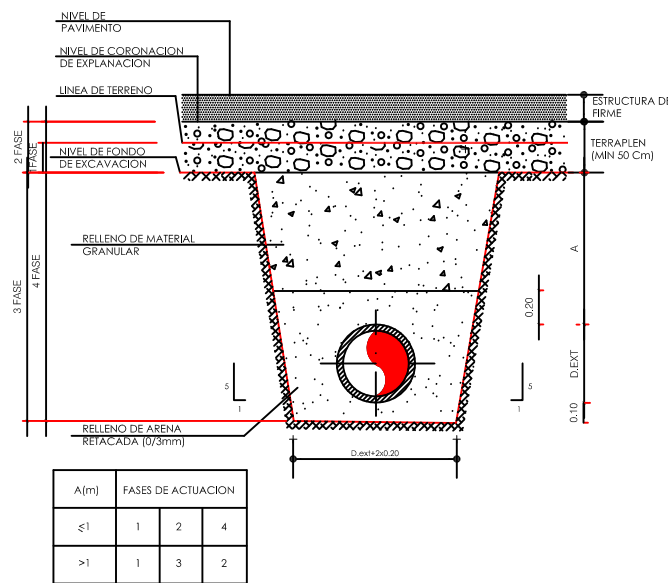 NIVEL DE
PAVIMENTO
NIVEL DE CORONACION
DE EXPLANACION
LINEA DE TERRENO
NIVEL DE FONDO
DE EXCAVACION
2 FASE
1FASE
3 FASE
4 FASE
RELLENO DE MATERIAL
GRANULAR
RELLENO DE ARENA
RETACADA (0/3mm)
ESTRUCTURA DE
FIRME
TERRAPLEN
(MIN 50 Cm)
A
0.20
D.EXT
0.10
5
1
5
1
D.ext+2x0.20
A(m) FASES DE ACTUACION
≤1 1 2 4
>1 1 3 2